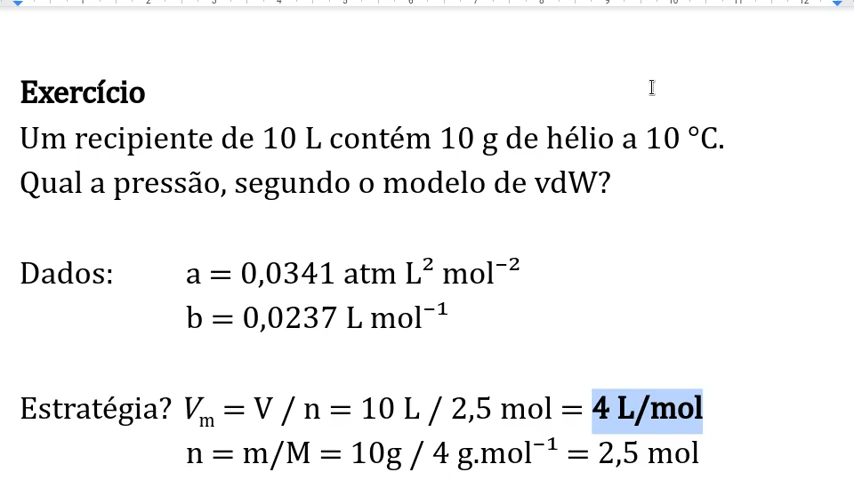 Exercício
Um recipiente de 10 L contém 10 g de hélio a 10 °C.
Qual a pressão, segundo o modelo de vdW?
Dados: a = 0,0341 atm L² mol⁻²
b = 0,0237 L mol⁻¹
Estratégia? Vₘ = V / n = 10 L / 2,5 mol = 4 L/mol
n = m/M = 10g / 4 g.mol⁻¹ = 2,5 mol